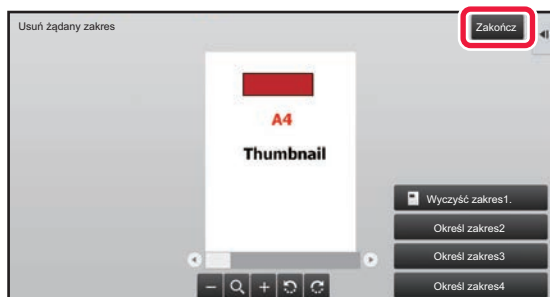 Usuń żądany zakres
Zakończ
A4
Thumbnail
Wyczyść zakres1.
Określ zakres2
Określ zakres3
Określ zakres4